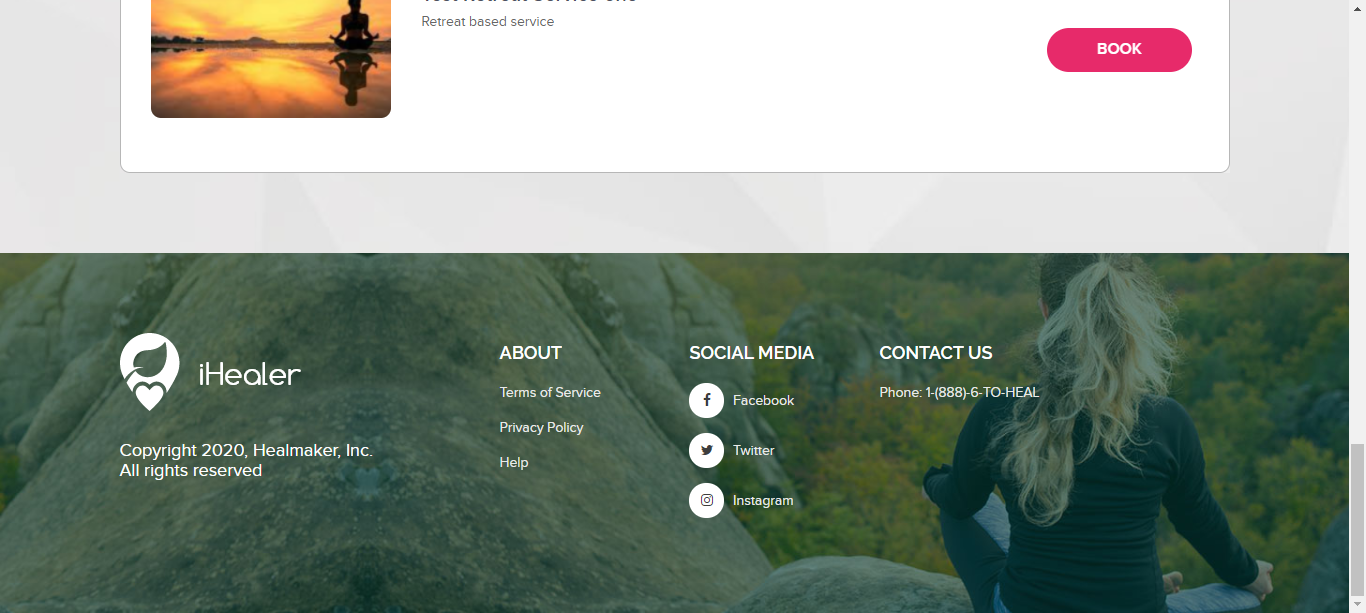 Retreat based service
BOOK
iHealer
Copyright 2020, Healmaker, Inc.
All rights reserved
ABOUT
Terms of Service
Privacy Policy
Help
SOCIAL MEDIA
Facebook
Twitter
Instagram
CONTACT US
Phone: 1-(888)-6-TO-HEAL